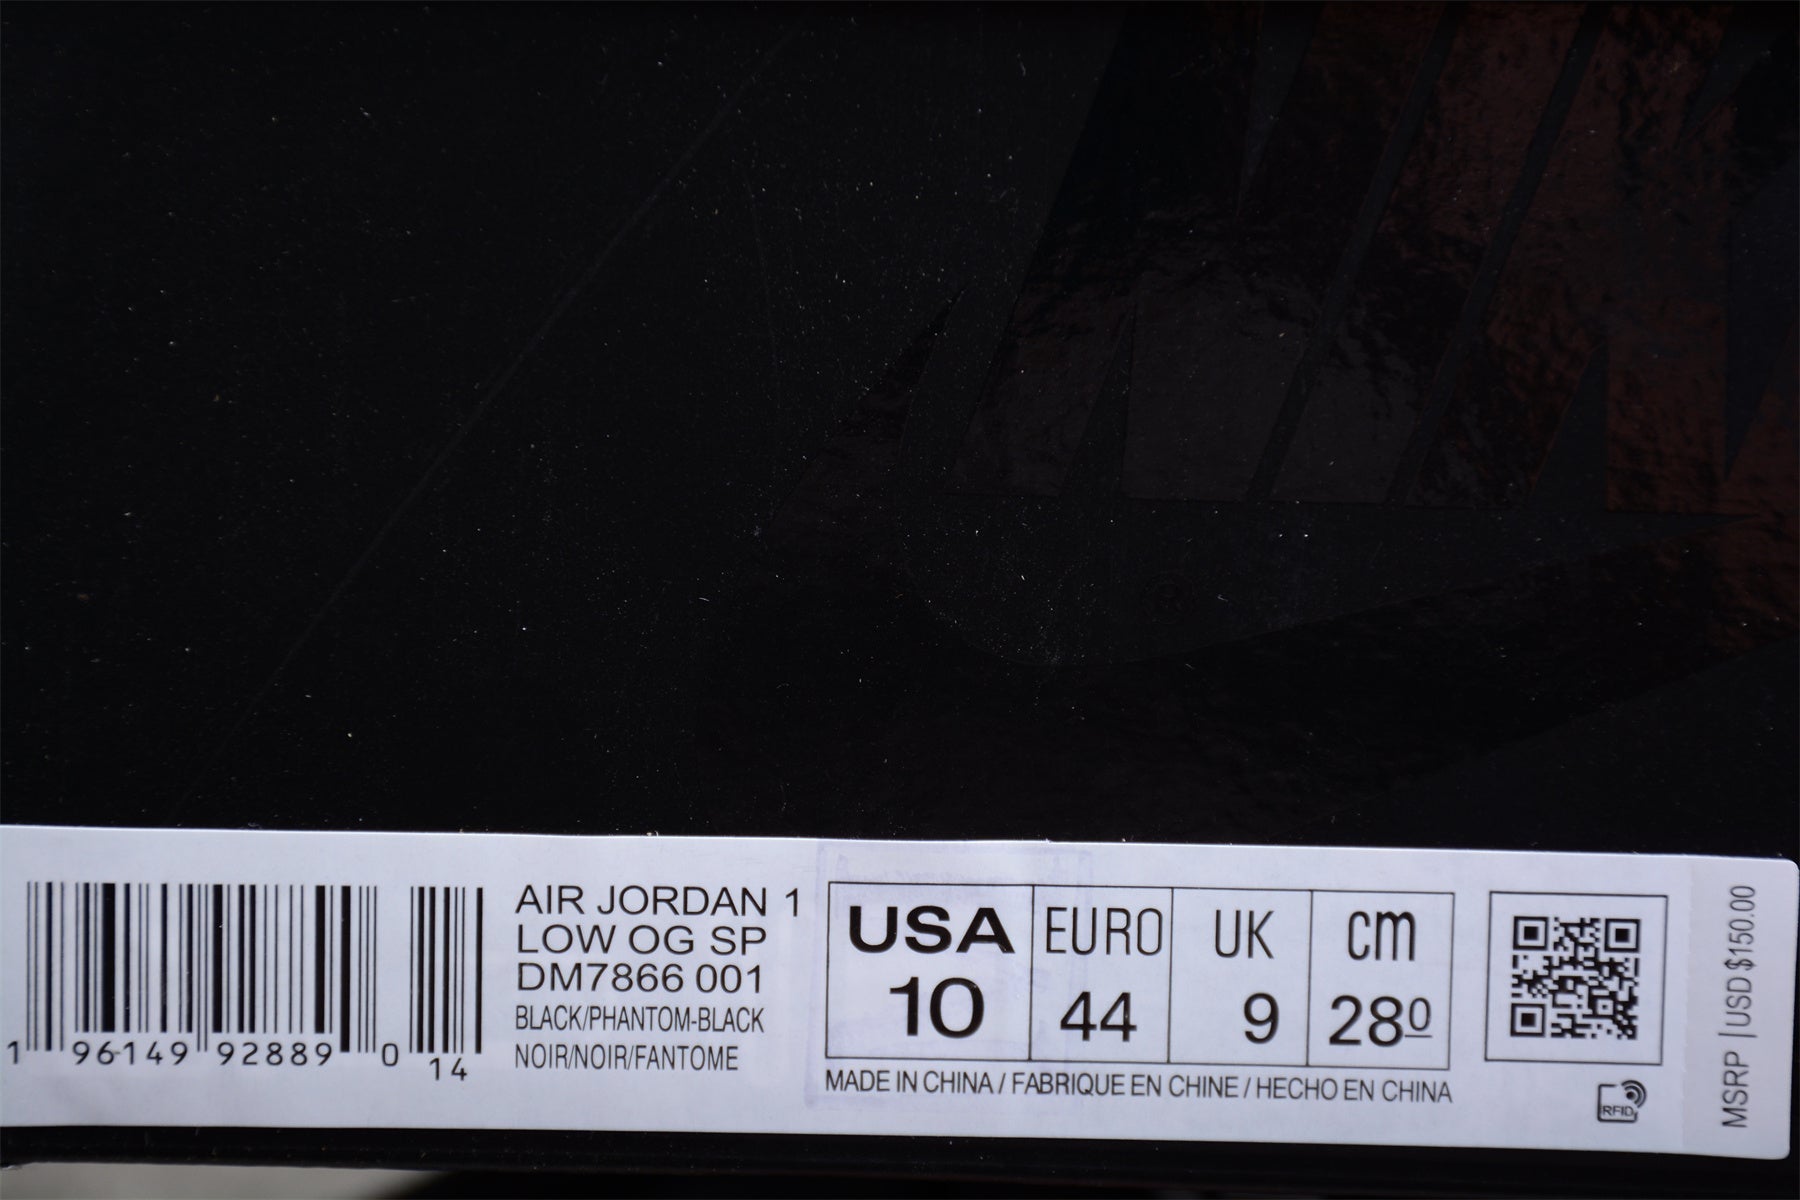 1 96149 92889 0 14
AIR JORDAN 1
LOW OG SP
DM7866 001
BLACK/PHANTOM-BLACK
NOIR/NOIR/FANTOME
USA EURO UK cm
10 44 9 280
MADE IN CHINA / FABRIQUE EN CHINE / HECHO EN CHINA
RFID
MSRP |USD$150.00
®